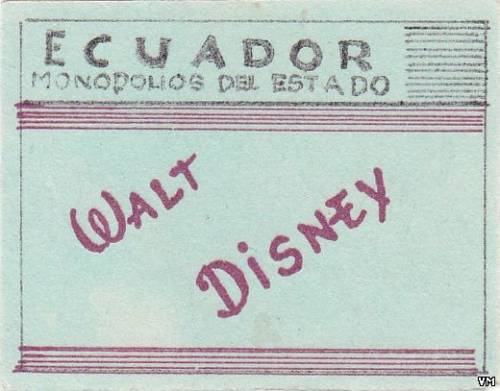 ECUADOR
MONOPOLIOS DEL ESTADO
WALT
DiSNEY
VM